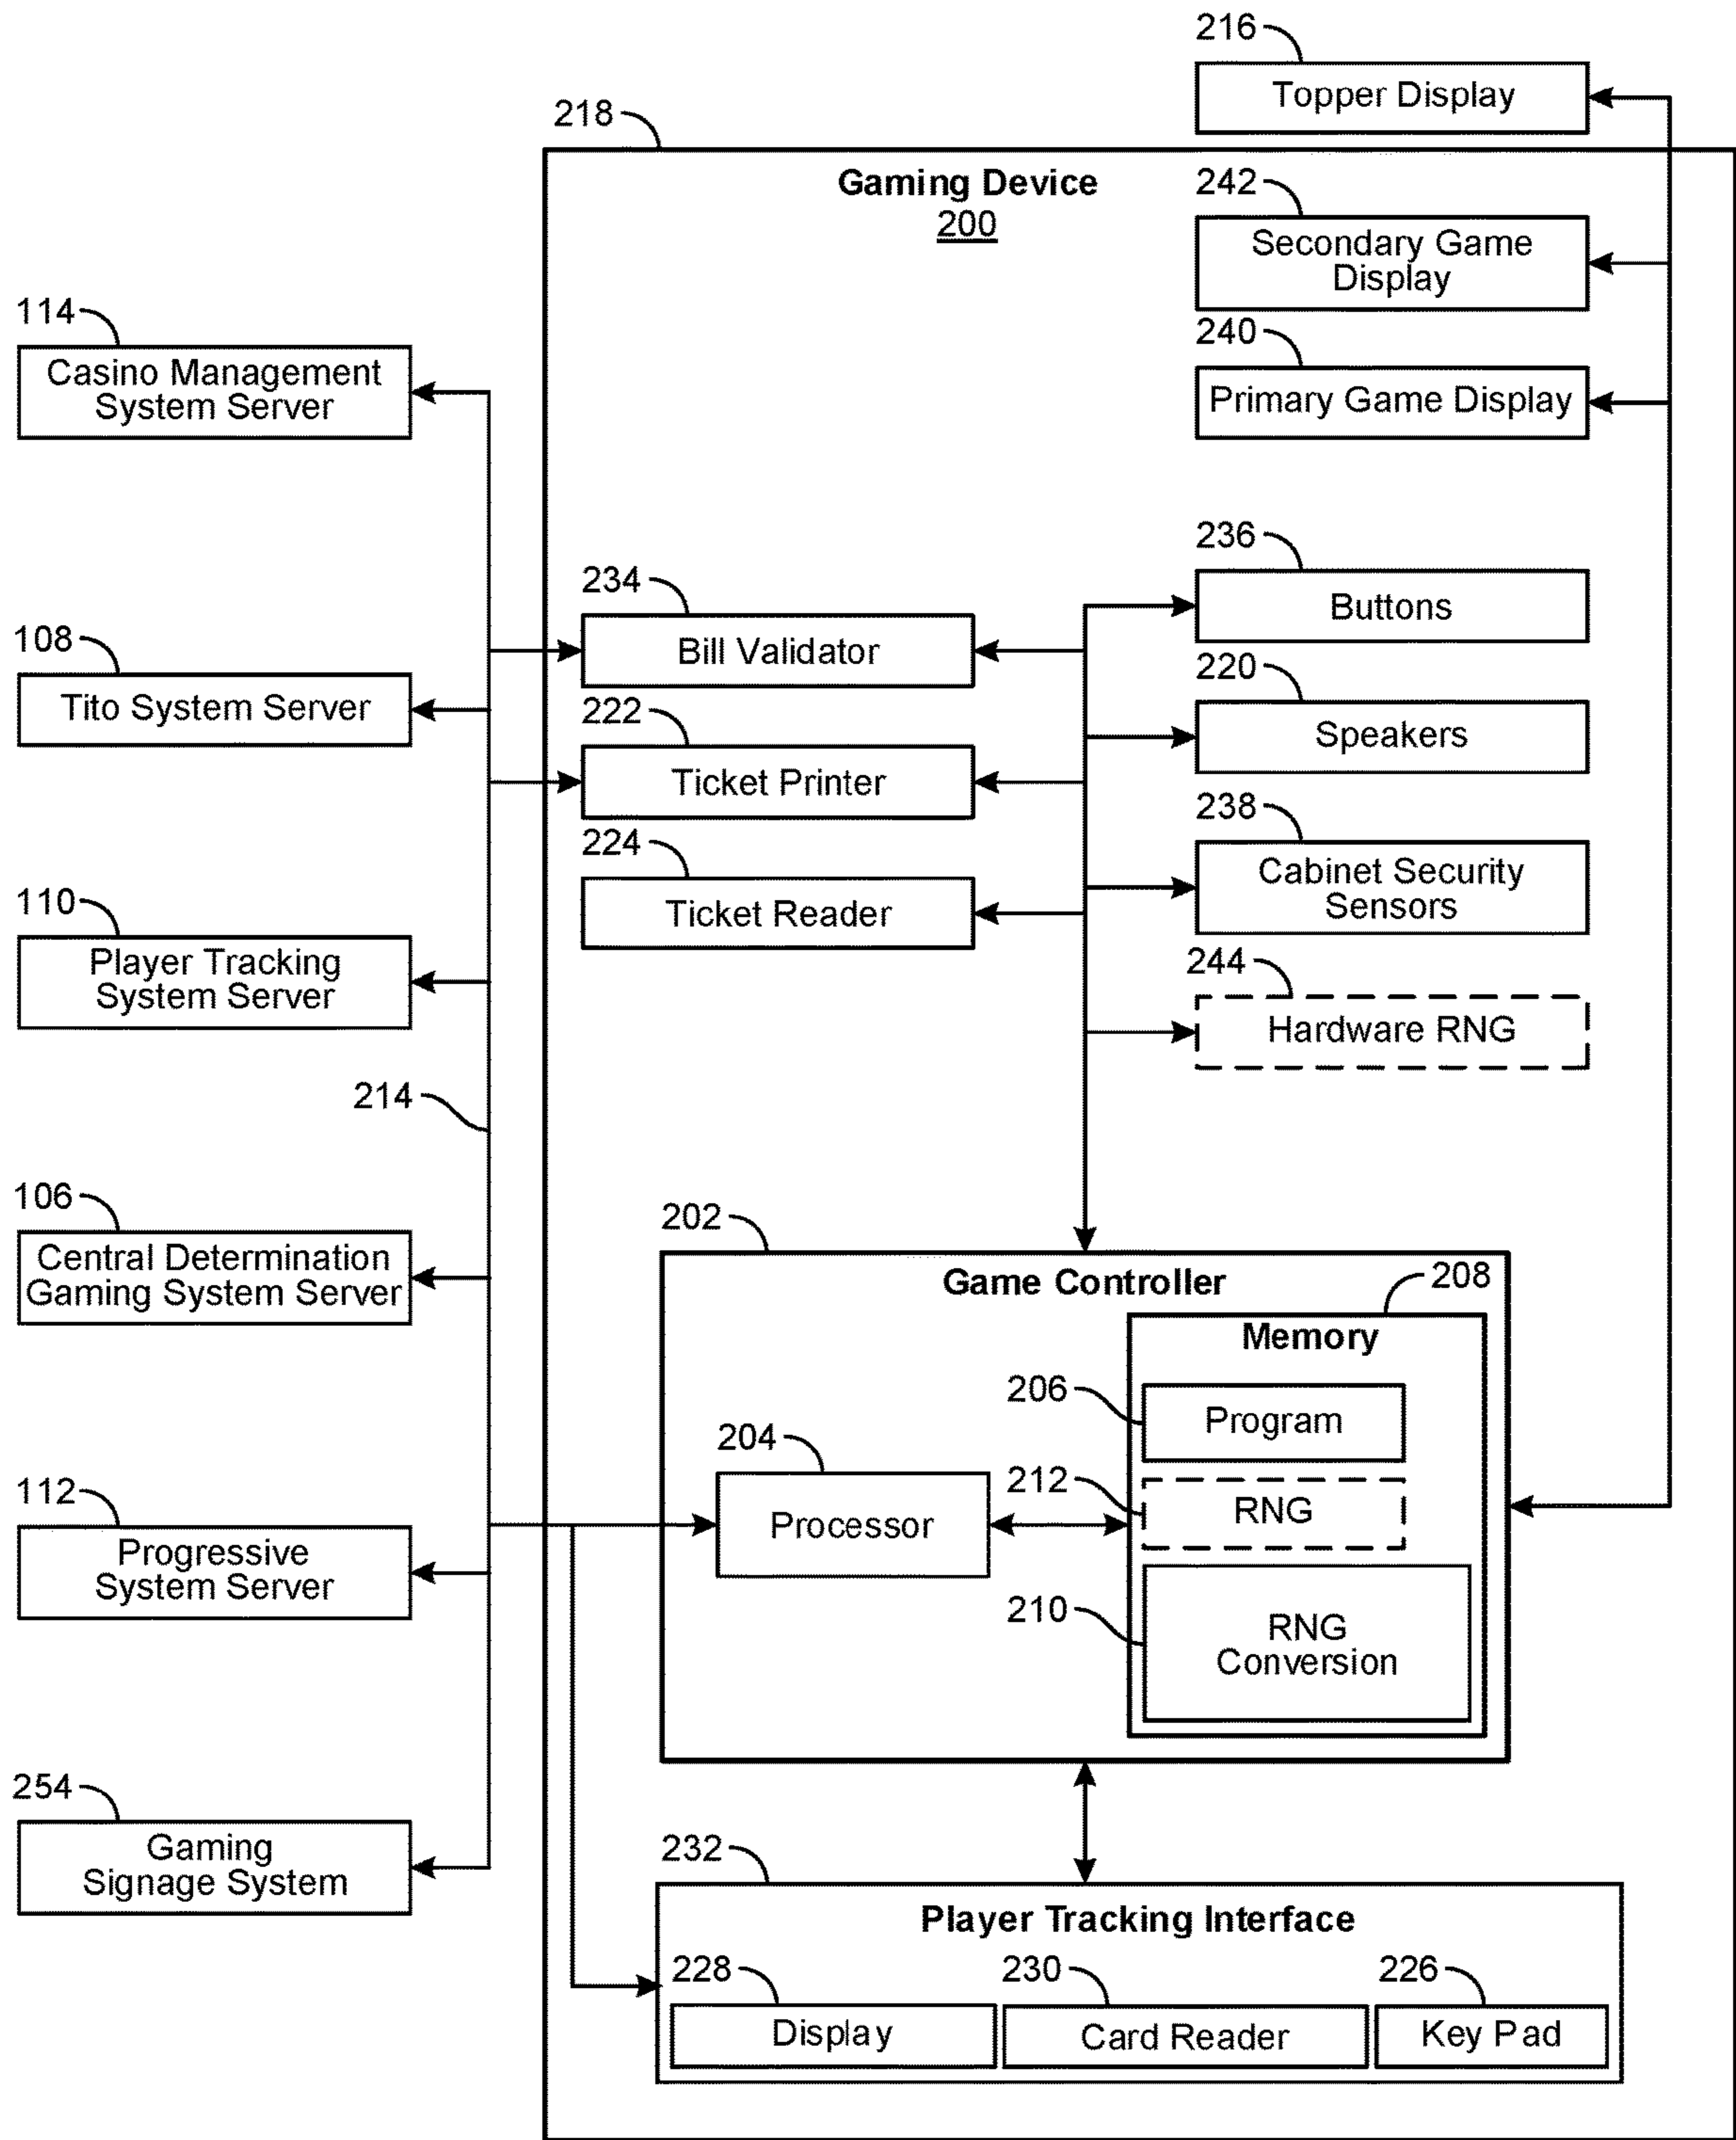 216
Topper Display
218
Gaming Device
200
242
Secondary Game
Display
114
Casino Management
System Server
240
Primary Game Display
236
Buttons
234
Bill Validator
108
Tito System Server
220
Speakers
222
Ticket Printer
238
Cabinet Security
Sensors
224
Ticket Reader
110
Player Tracking
System Server
244
Hardware RNG
214
106
Central Determination
Gaming System Server
202
Game Controller
208
Memory
206
Program
204
Processor
212
RNG
210
RNG
Conversion
112
Progressive
System Server
254
Gaming
Signage System
232
Player Tracking Interface
228
Display
230
Card Reader
226
Key Pad